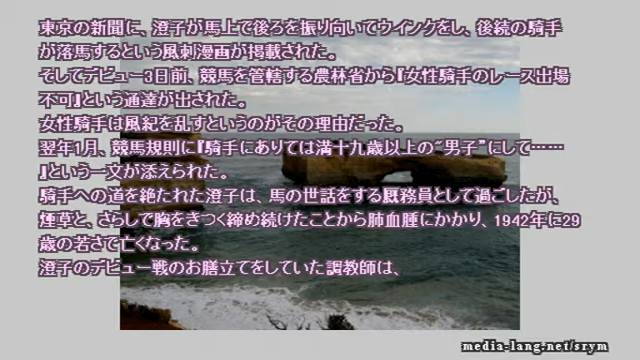 東京の新聞に、澄子が馬上で後ろを振り向いてウインクをし、後続の騎手
が落馬するという風刺漫画が掲載された。
そしてデビュー3日前、競馬を管轄する農林省から『女性騎手のレース出場
不可』という通達が出された。
女性騎手は風紀を乱すというのがその理由だった。
翌年1月、競馬規則に『騎手にありては満十九歳以上の“男子”にして……
』という一文が添えられた。
騎手への道を絶たれた澄子は、馬の世話をする厩務員として過ごしたが、
煙草と、さらしで胸をきつく締め続けたことから肺血腫にかかり、1942年に29
歳の若さで亡くなった。
澄子のデビュー戦のお膳立てをしていた調教師は、
media-lang-net/srym